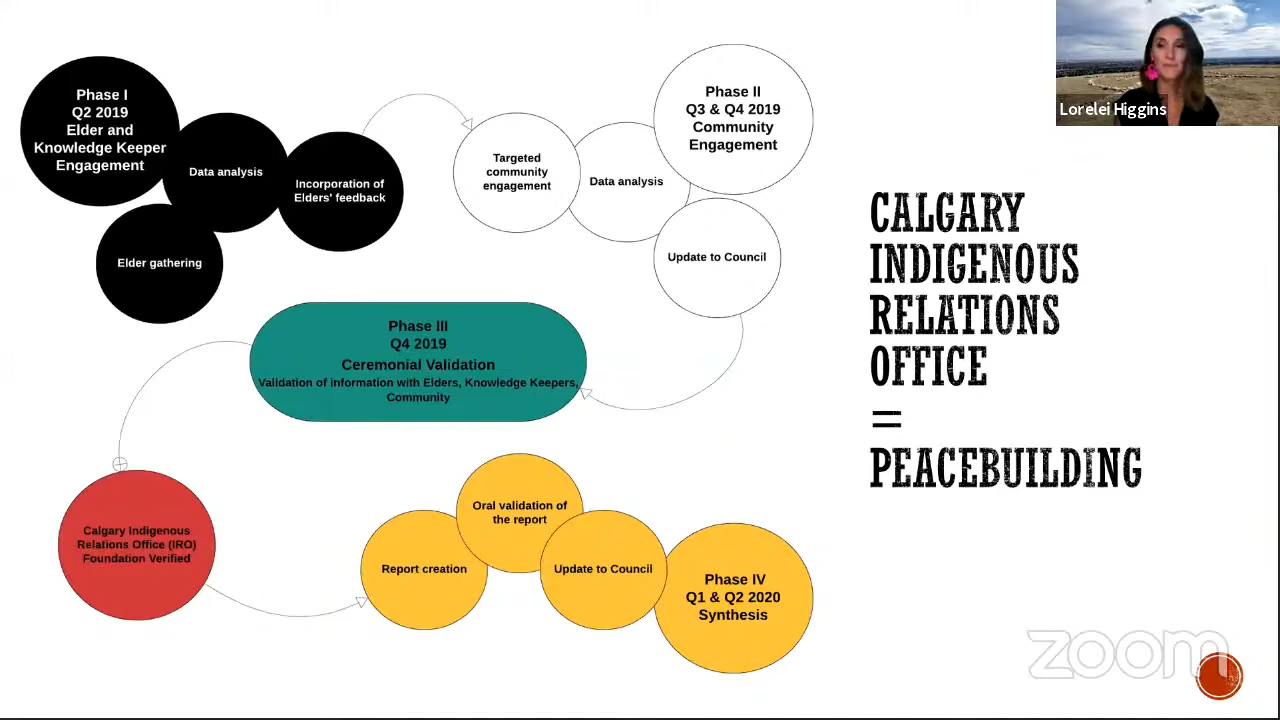 Lorelei Higgins
Phase I
Q2 2019
Elder and
Knowledge Keeper
Engagement
Data analysis
Incorporation of
Elders' feedback
Elder gathering
Targeted
community
engagement
Data analysis
Phase II
Q3 & Q4 2019
Community
Engagement
Update to Council
Phase III
Q4 2019
Ceremonial Validation
Validation of information with Elders, Knowledge Keepers,
Community
Calgary Indigenous
Relations Office (IRO)
Foundation Verified
Report creation
Oral validation of
the report
Update to Council
Phase IV
Q1 & Q2 2020
Synthesis
CALGARY
INDIGENOUS
RELATIONS
OFFICE
=
PEACEBUILDING
zoom